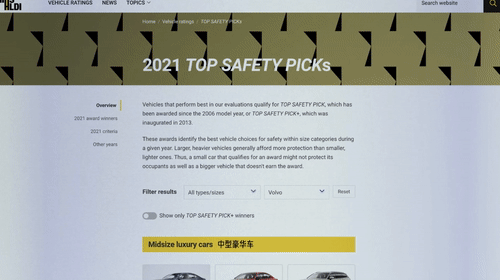 HLDI
VEHICLE RATINGS NEWS TOPICS
Search website
Home / Vehicle ratings / TOP SAFETY PICKs
2021 TOP SAFETY PICKs
Overview
2021 award winners
2021 criteria
Other years
Vehicles that perform best in our evaluations qualify for TOP SAFETY PICK, which has
been awarded since the 2006 model year, or TOP SAFETY PICK+, which was
inaugurated in 2013.
These awards identify the best vehicle choices for safety within size categories during
a given year. Larger, heavier vehicles generally afford more protection than smaller,
lighter ones. Thus, a small car that qualifies for an award might not protect its
occupants as well as a bigger vehicle that doesn't earn the award.
Filter results All types/sizes Volvo Reset
Show only TOP SAFETY PICK+ winners
Midsize luxury cars 中型豪华车